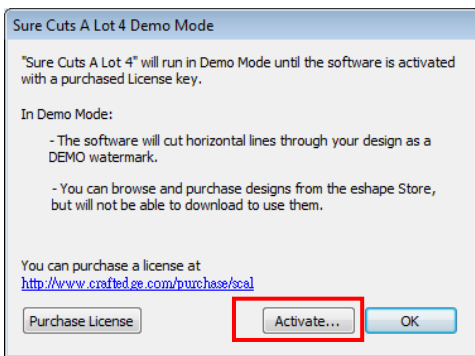 Sure Cuts A Lot 4 Demo Mode
"Sure Cuts A Lot 4" will run in Demo Mode until the software is activated
with a purchased License key.
In Demo Mode:
- The software will cut horizontal lines through your design as a
DEMO watermark.
- You can browse and purchase designs from the eshape Store,
but will not be able to download to use them.
You can purchase a license at
http://www.craftedge.com/purchase/scal
Purchase License Activate... OK